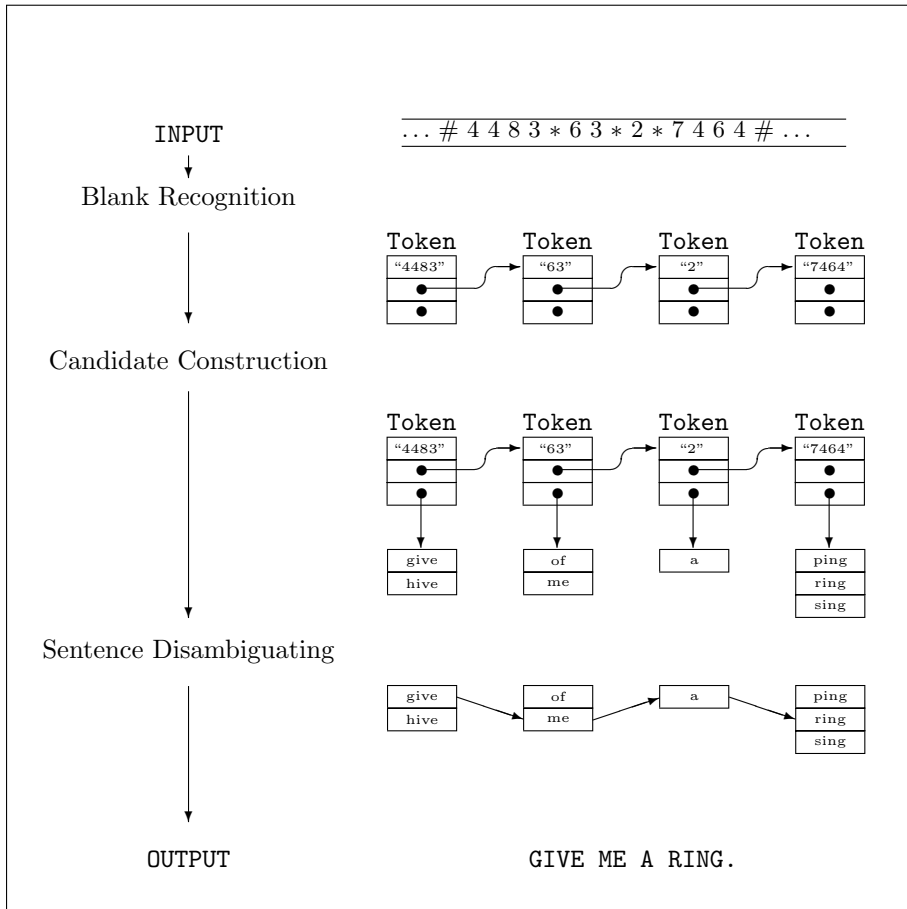 INPUT
… # 4 4 8 3 ∗ 6 3 ∗ 2 ∗ 7 4 6 4 # …
Blank Recognition
Token Token Token Token
“4483” “63” “2” “7464”
Candidate Construction
Token Token Token Token
“4483” “63” “2” “7464”
give of a ping
hive me ring
sing
Sentence Disambiguating
give of a ping
hive me ring
sing
OUTPUT GIVE ME A RING.